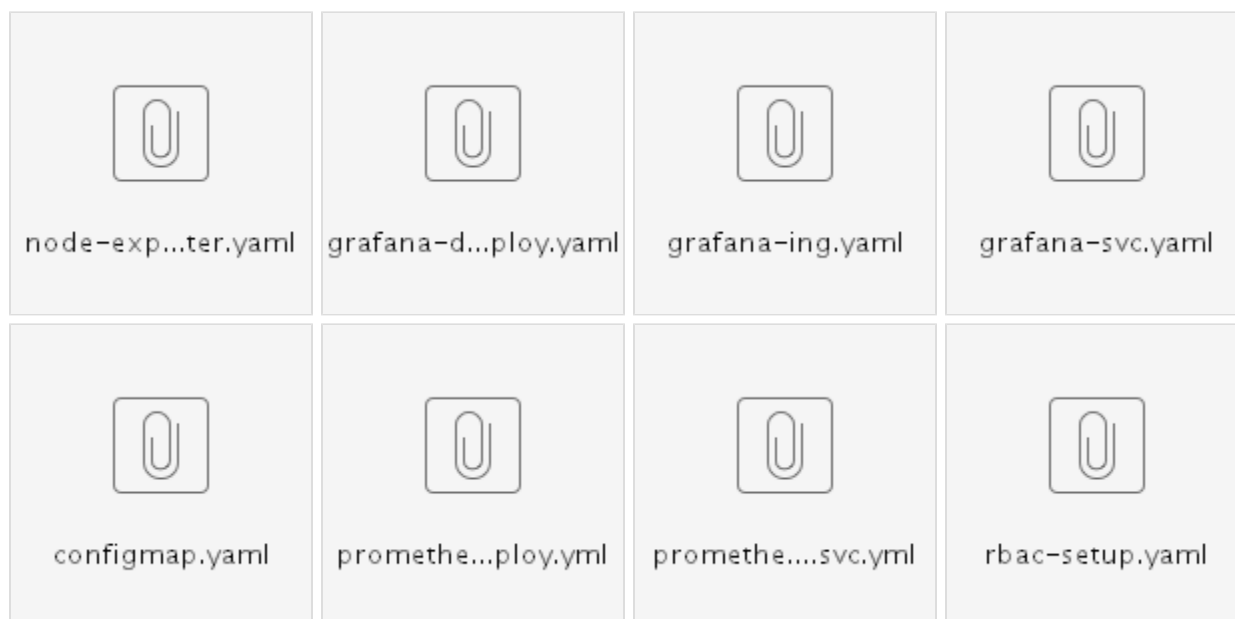 node-exp...ter.yaml
grafana-d...ploy.yaml
grafana-ing.yaml
grafana-svc.yaml
configmap.yaml
promethe...ploy.yml
promethe....svc.yml
rbac-setup.yaml